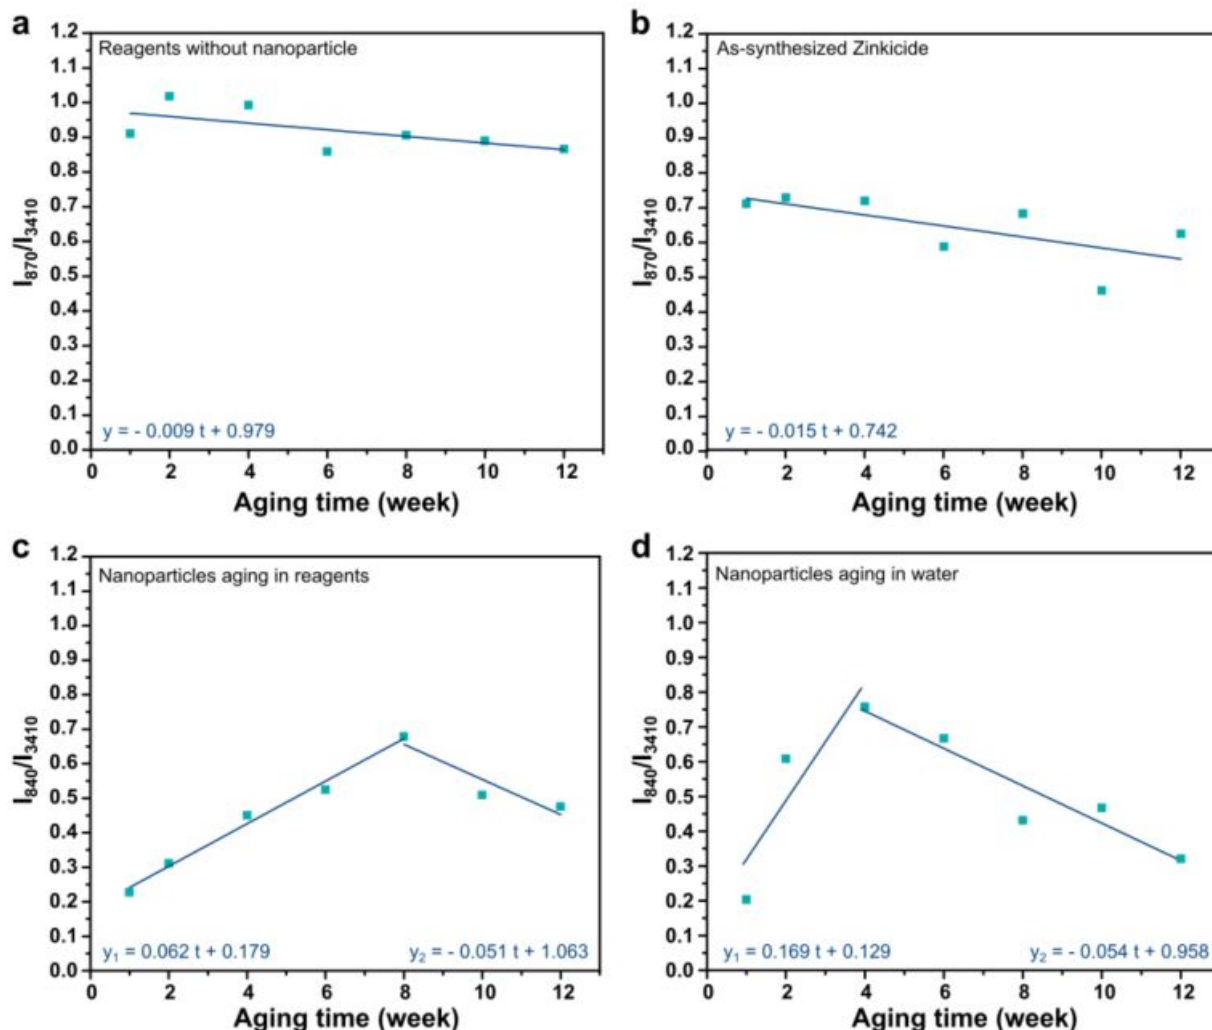 a
Reagents without nanoparticle
1.2
1.1
1.0
0.9
0.8
0.7
0.6
0.5
0.4
0.3
0.2
0.1
0.0
I₈₇₀/I₃₄₁₀
y = - 0.009 t + 0.979
0 2 4 6 8 10 12
Aging time (week)
b
As-synthesized Zinkicide
1.2
1.1
1.0
0.9
0.8
0.7
0.6
0.5
0.4
0.3
0.2
0.1
0.0
I₈₇₀/I₃₄₁₀
y = - 0.015 t + 0.742
0 2 4 6 8 10 12
Aging time (week)
c
Nanoparticles aging in reagents
1.2
1.1
1.0
0.9
0.8
0.7
0.6
0.5
0.4
0.3
0.2
0.1
0.0
I₈₄₀/I₃₄₁₀
y₁ = 0.062 t + 0.179 y₂ = - 0.051 t + 1.063
0 2 4 6 8 10 12
Aging time (week)
d
Nanoparticles aging in water
1.2
1.1
1.0
0.9
0.8
0.7
0.6
0.5
0.4
0.3
0.2
0.1
0.0
I₈₄₀/I₃₄₁₀
y₁ = 0.169 t + 0.129 y₂ = - 0.054 t + 0.958
0 2 4 6 8 10 12
Aging time (week)